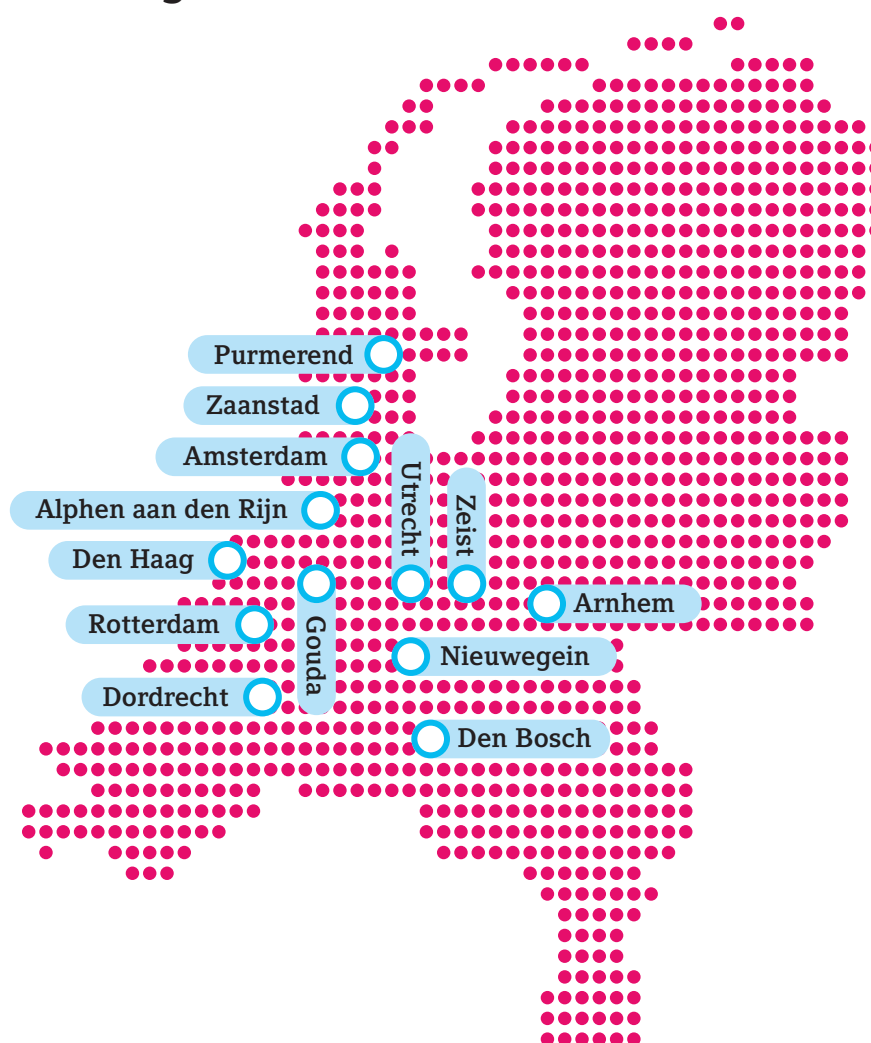 Purmerend
Zaanstad
Amsterdam
Utrecht
Zeist
Alphen aan den Rijn
Den Haag
Arnhem
Rotterdam
Gouda
Nieuwegein
Dordrecht
Den Bosch